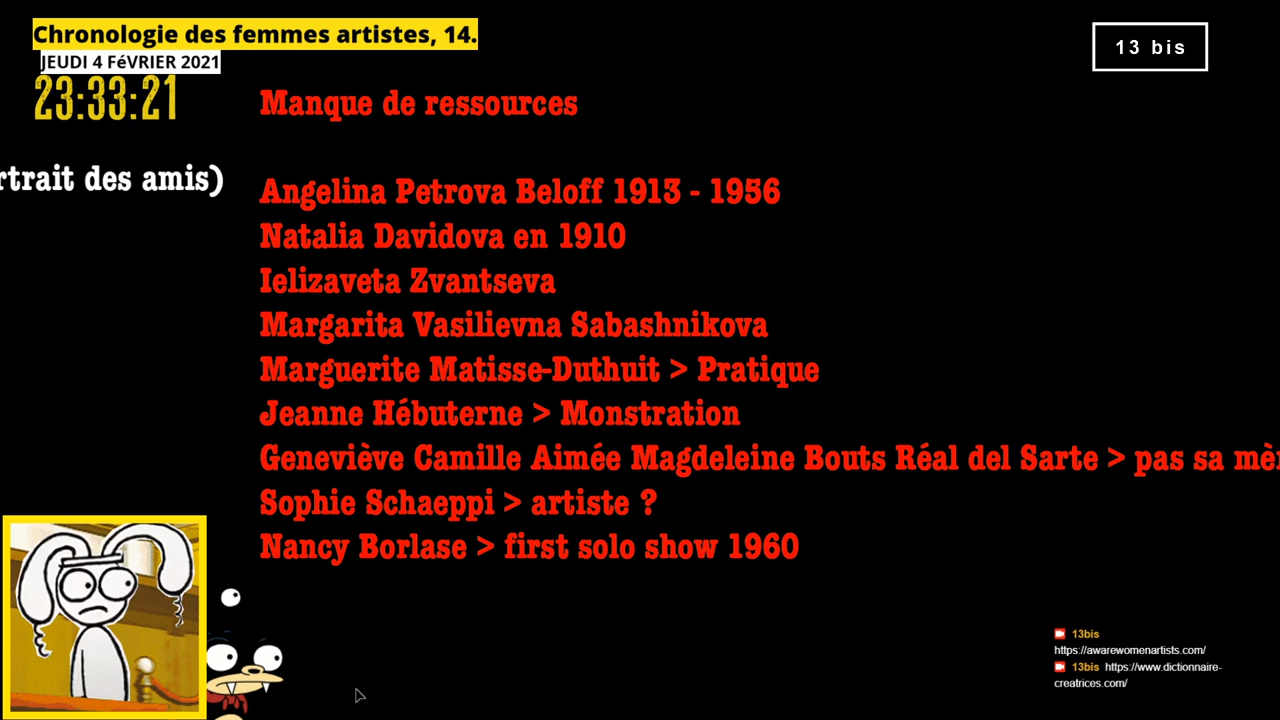 Chronologie des femmes artistes, 14.
JEUDI 4 FéVRIER 2021
13 bis
23:33:21
Manque de ressources
rtrait des amis)
Angelina Petrova Beloff 1913 - 1956
Natalia Davidova en 1910
Ielizaveta Zvantseva
Margarita Vasilievna Sabashnikova
Marguerite Matisse-Duthuit > Pratique
Jeanne Hébuterne > Monstration
Geneviève Camille Aimée Magdeleine Bouts Réal del Sarte > pas sa mè
Sophie Schaeppi > artiste ?
Nancy Borlase > first solo show 1960
13bis
https://awarewomenartists.com/
13bis https://www.dictionnaire-
creatrices.com/